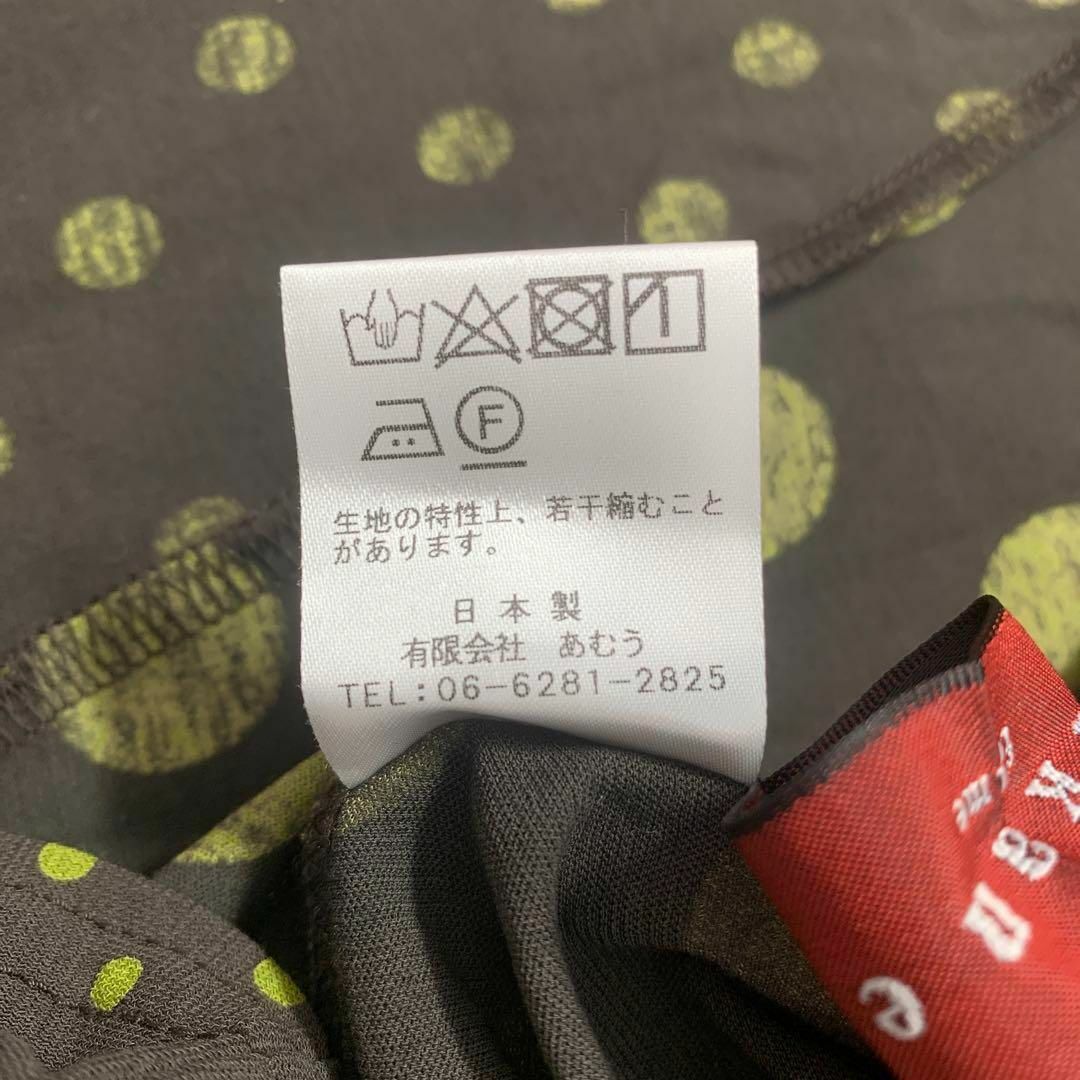 F
生地の特性上、若干縮むこと
があります。
日本製
有限会社 あむう
TEL:06-6281-2825